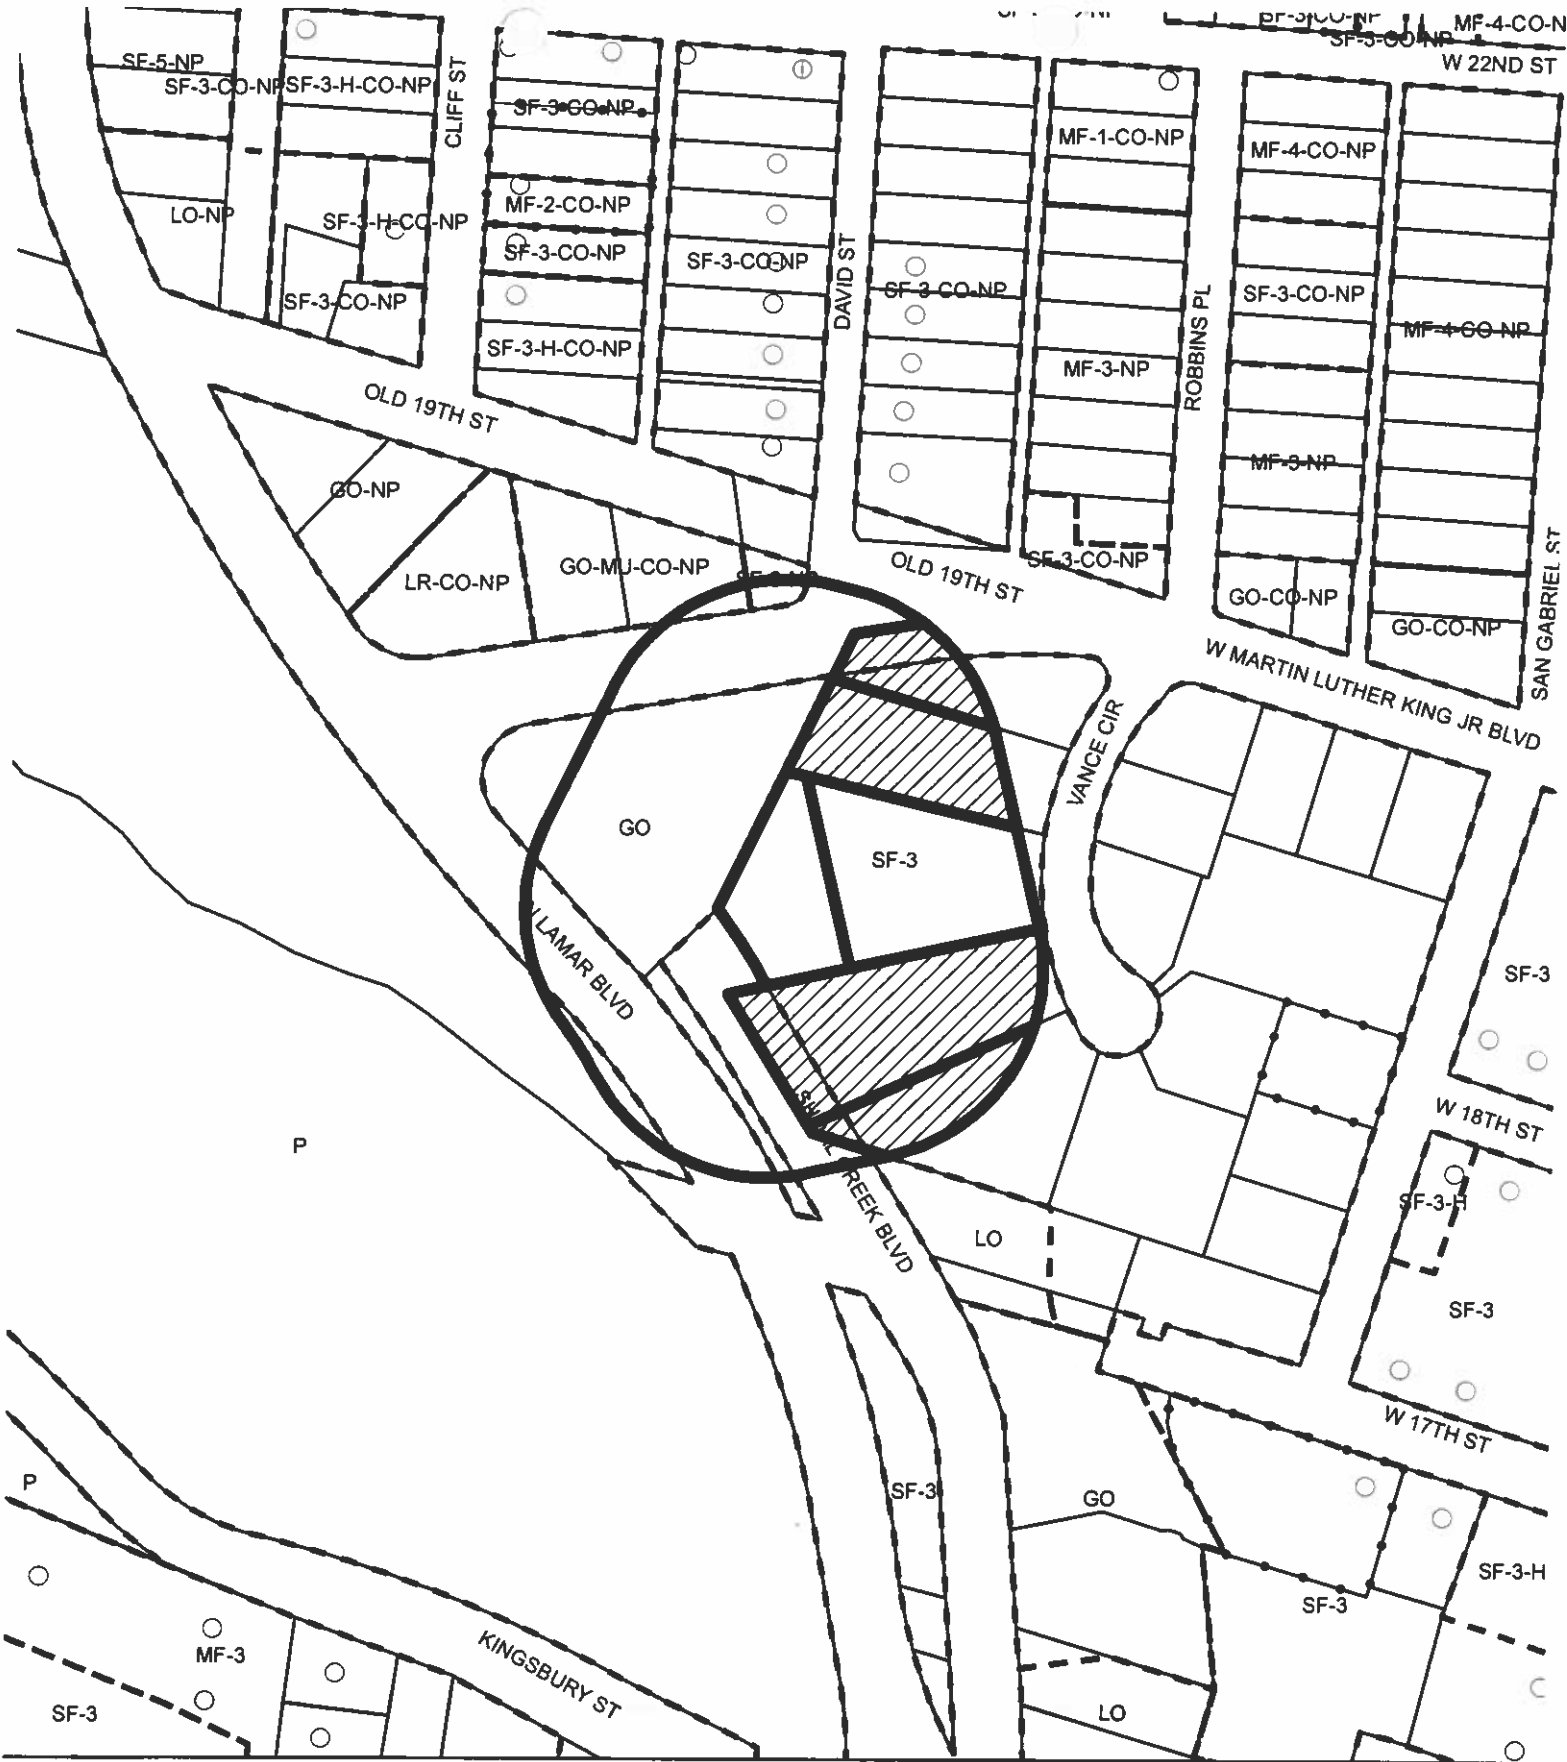 SF-3-CO-NP
MF-4-CO-N
SF-3-CO-NP
W 22ND ST
SF-5-NP
SF-3-CO-NP
SF-3-H-CO-NP
CLIFF ST
SF-3-CO-NP
MF-1-CO-NP
MF-4-CO-NP
LO-NP
SF-3-H-CO-NP
MF-2-CO-NP
SF-3-CO-NP
SF-3-CO-NP
DAVID ST
SF-3-CO-NP
SF-3-CO-NP
SF-3-CO-NP
MF-4-CO-NP
SF-3-H-CO-NP
MF-3-NP
ROBBINS PL
OLD 19TH ST
MF-3-NP
GO-NP
LR-CO-NP
GO-MU-CO-NP
OLD 19TH ST
SF-3-CO-NP
GO-CO-NP
GO-CO-NP
SAN GABRIEL ST
W MARTIN LUTHER KING JR BLVD
VANCE CIR
GO
SF-3
LAMAR BLVD
SF-3
W 18TH ST
P
SF-3-H
REEK BLVD
LO
SF-3
W 17TH ST
P
SF-3
GO
SF-3-H
SF-3
MF-3
KINGSBURY ST
SF-3
LO